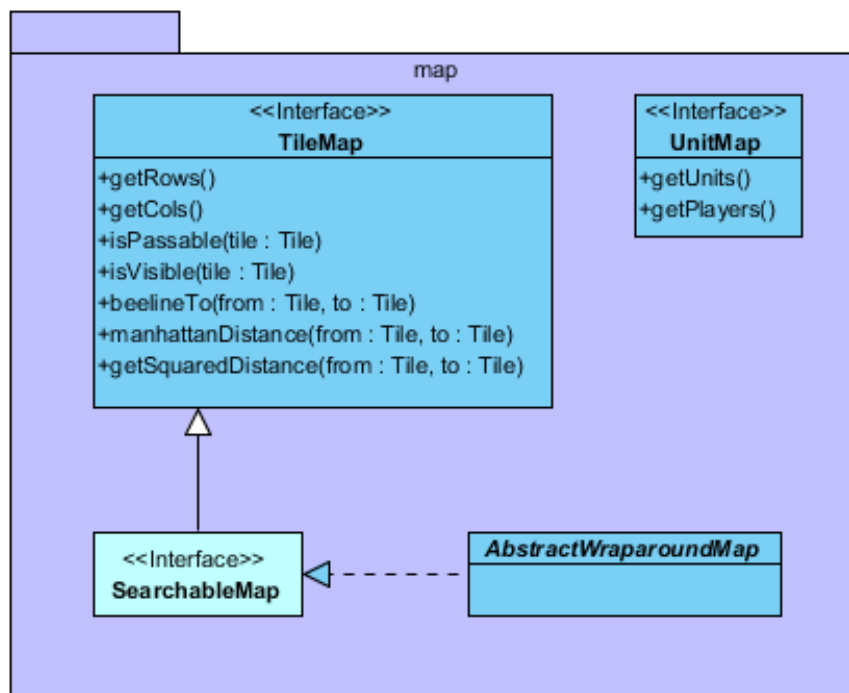 map
<<Interface>>
TileMap
+getRows()
+getCols()
+isPassable(tile : Tile)
+isVisible(tile : Tile)
+beelineTo(from : Tile, to : Tile)
+manhattanDistance(from : Tile, to : Tile)
+getSquaredDistance(from : Tile, to : Tile)
<<Interface>>
UnitMap
+getUnits()
+getPlayers()
<<Interface>>
SearchableMap
AbstractWraparoundMap